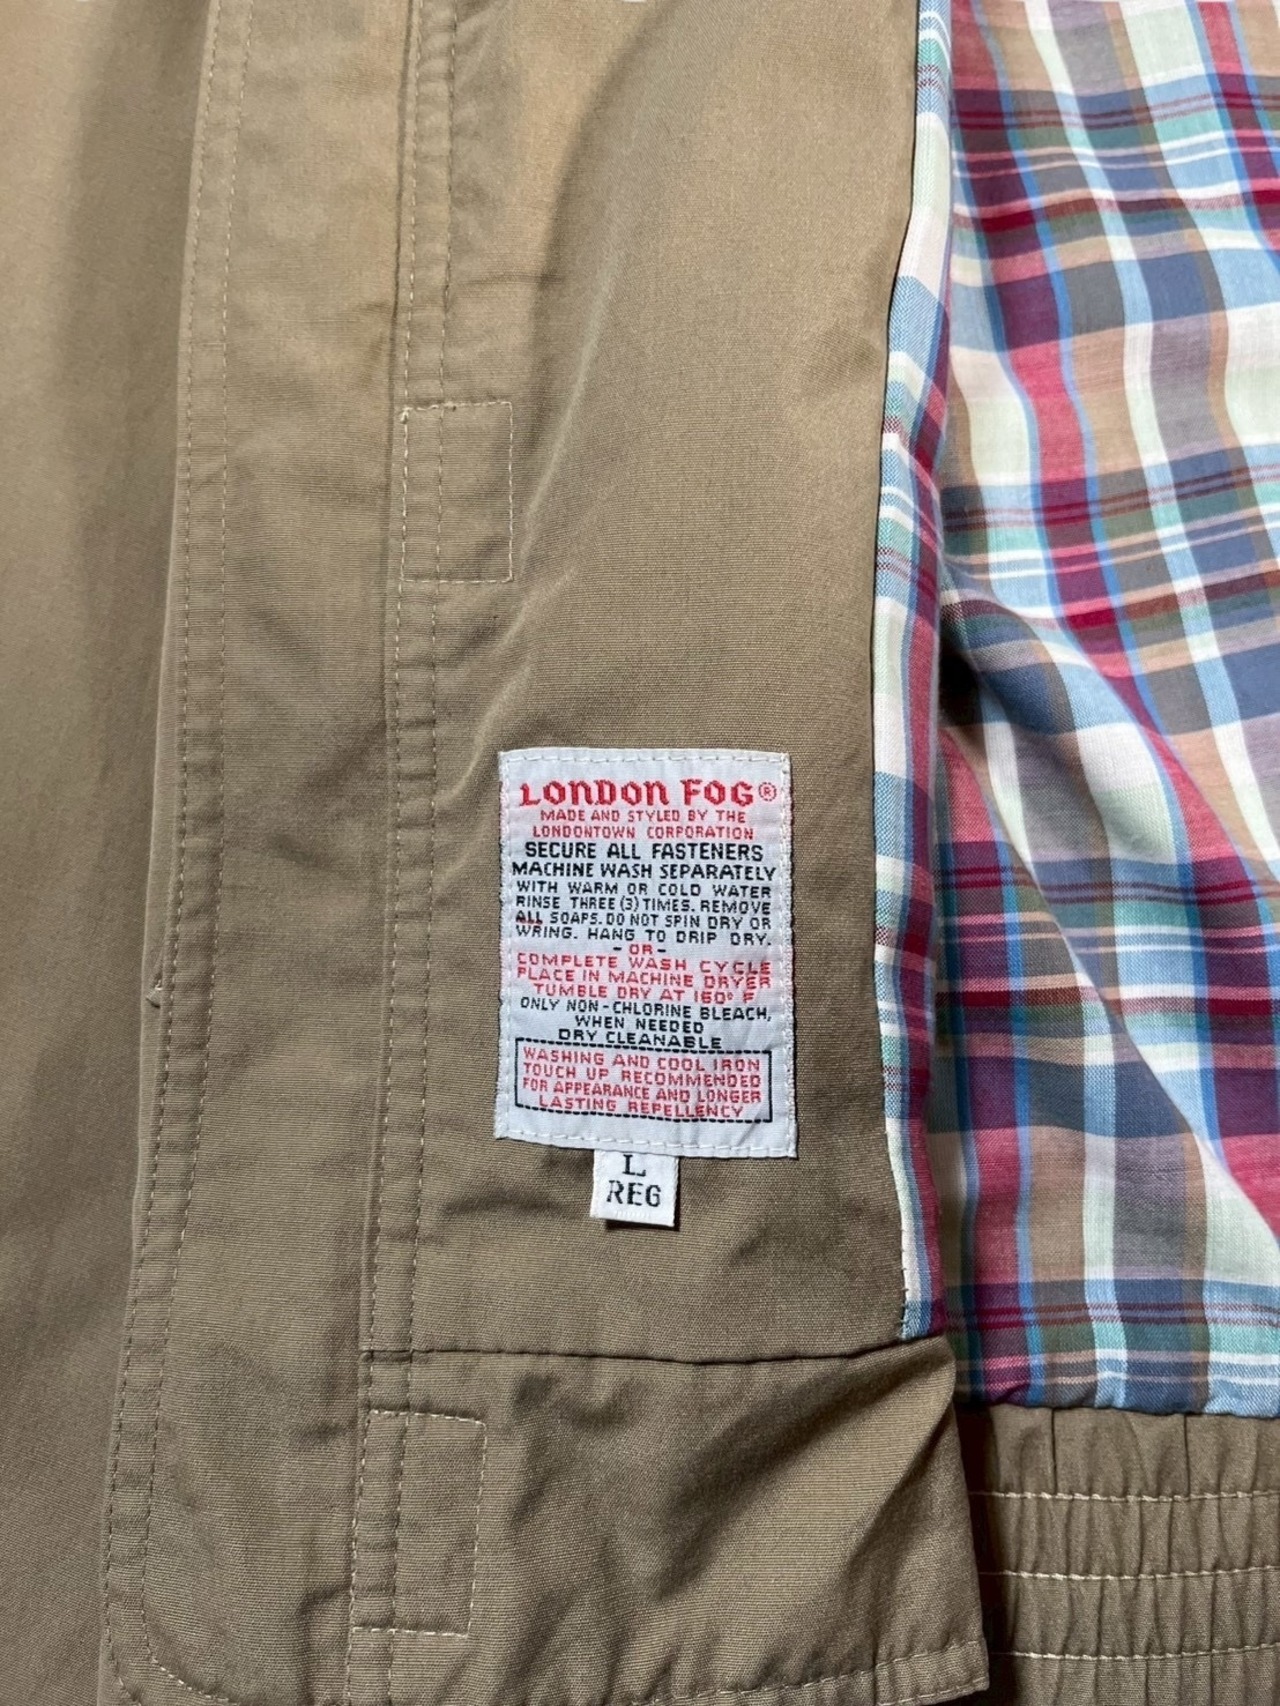 LONDON FOG®
MADE AND STYLED BY THE
LONDONTOWN CORPORATION
SECURE ALL FASTENERS
MACHINE WASH SEPARATELY
WITH WARM OR COLD WATER
RINSE THREE (3) TIMES. REMOVE
ALL SOAPS. DO NOT SPIN DRY OR
WRING. HANG TO DRIP DRY.
- OR -
COMPLETE WASH CYCLE
PLACE IN MACHINE DRYER
TUMBLE DRY AT 160° F
ONLY NON-CHLORINE BLEACH,
WHEN NEEDED
DRY CLEANABLE
WASHING AND COOL IRON
TOUCH UP RECOMMENDED
FOR APPEARANCE AND LONGER
LASTING REPELLENCY
L
REG